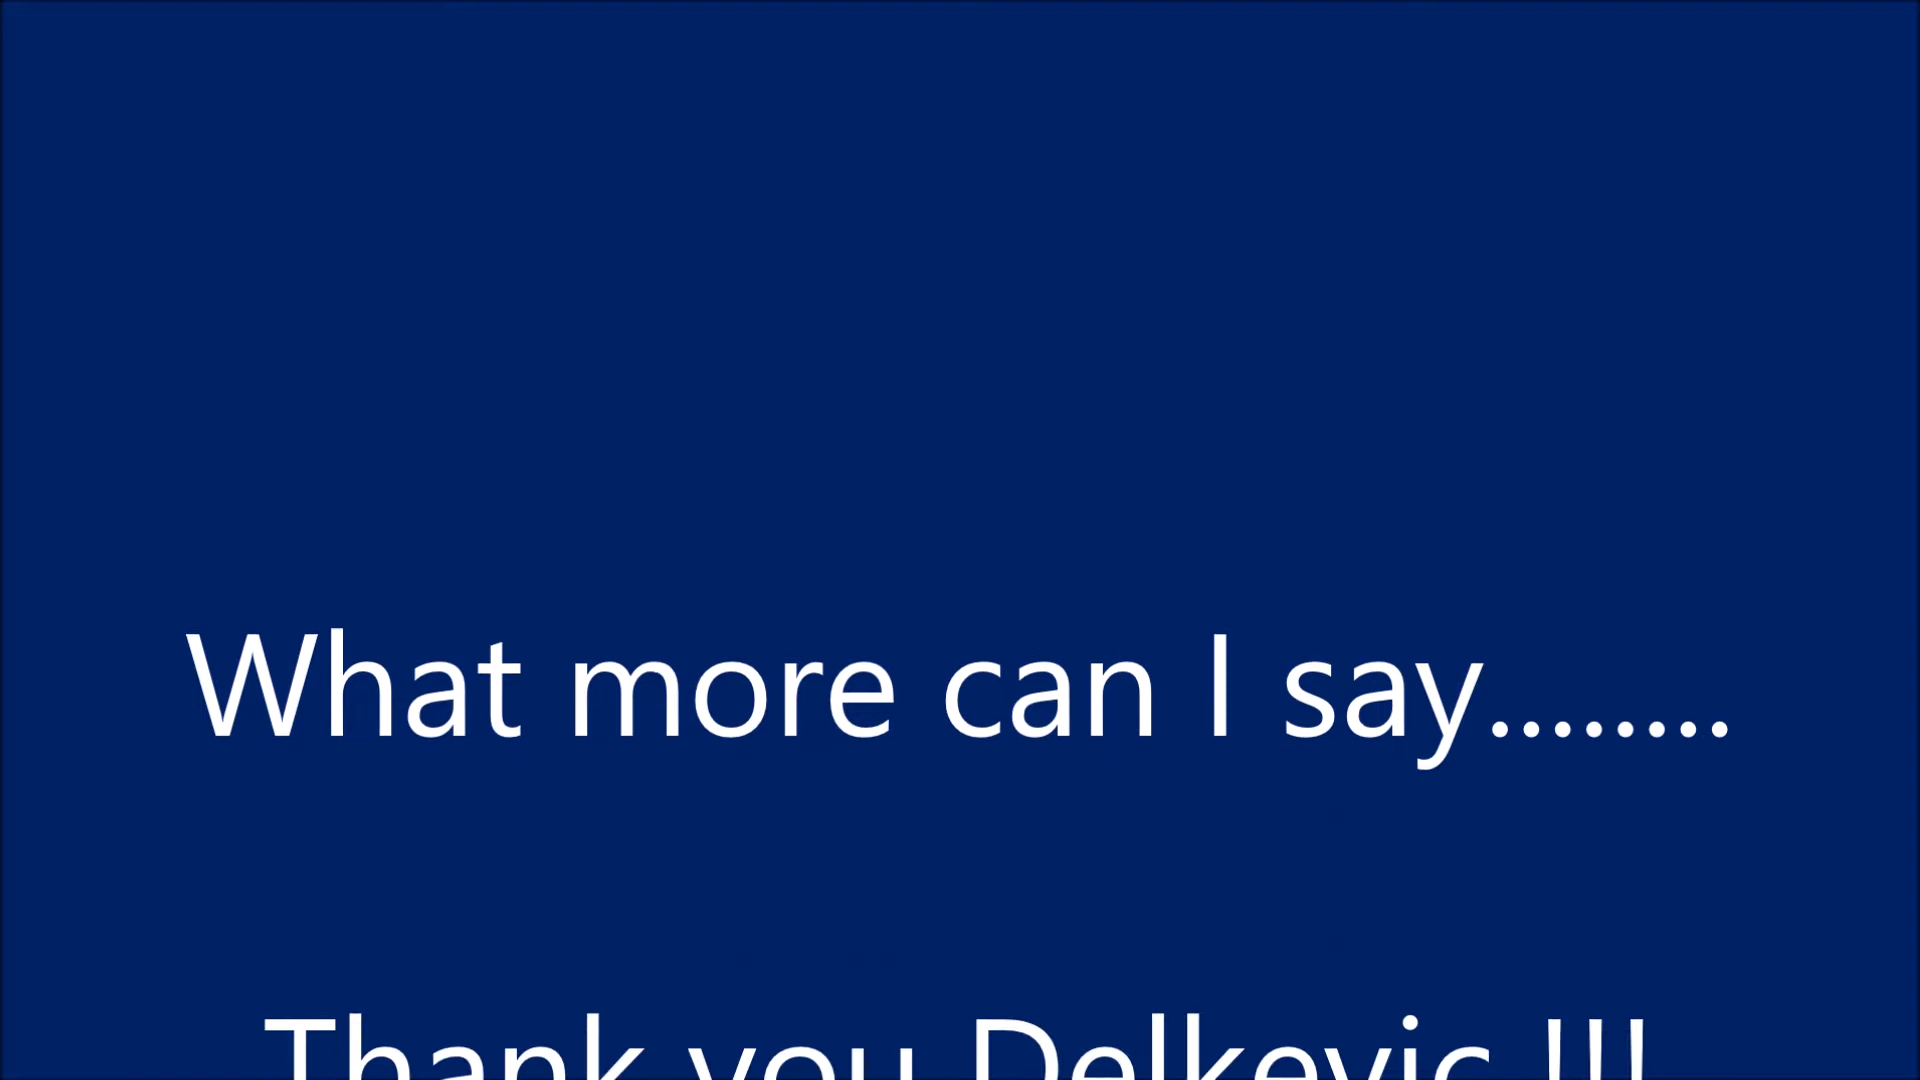 What more can I say........
Thank you Delkevic !!!